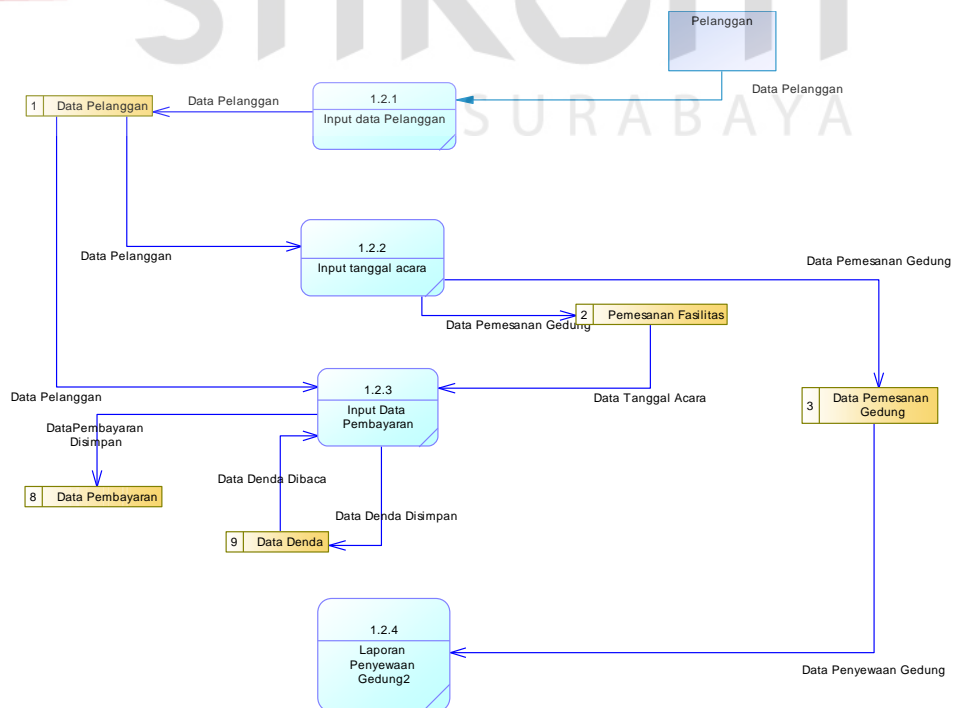 SURABAYA
Pelanggan
Data Pelanggan
1.2.1
Input data Pelanggan
Data Pelanggan
1 Data Pelanggan
Data Pelanggan
1.2.2
Input tanggal acara
Data Pemesanan Gedung
Data Pemesanan Gedung
2 Pemesanan Fasilitas
Data Pelanggan
1.2.3
Input Data
Pembayaran
Data Tanggal Acara
3 Data Pemesanan
Gedung
DataPembayaran
Disimpan
Data Denda Dibaca
8 Data Pembayaran
Data Denda Disimpan
9 Data Denda
1.2.4
Laporan
Penyewaan
Gedung2
Data Penyewaan Gedung